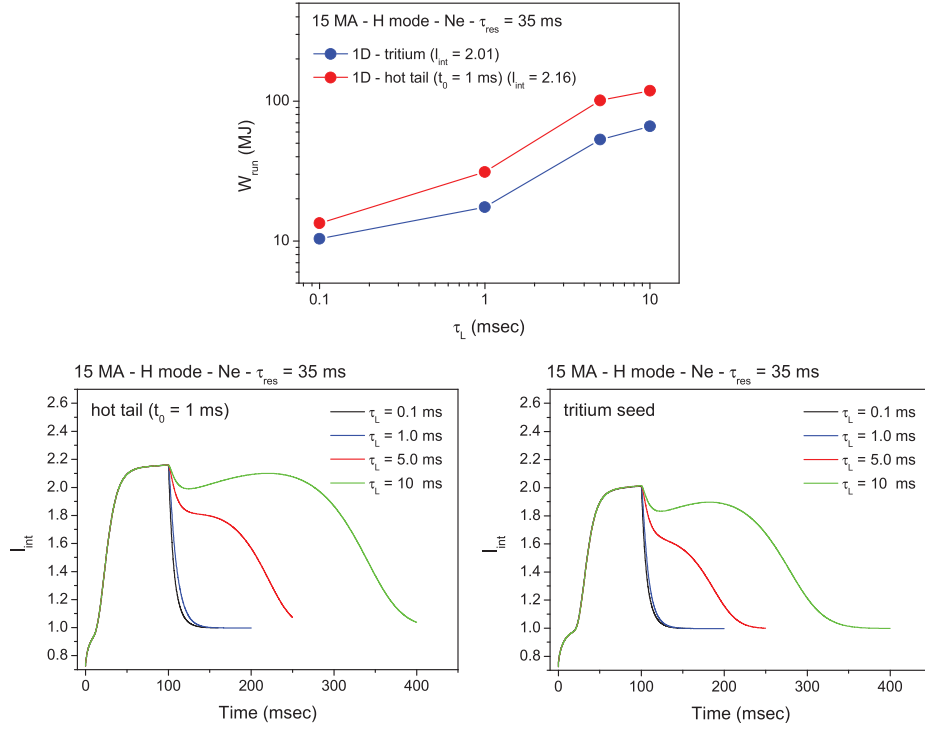 15 MA - H mode - Ne - τres = 35 ms
1D - tritium (Iint = 2.01)
1D - hot tail (t0 = 1 ms) (Iint = 2.16)
100
10
Wrun (MJ)
0.1 1 10
τL (msec)
15 MA - H mode - Ne - τres = 35 ms
hot tail (t0 = 1 ms)
τL = 0.1 ms
τL = 1.0 ms
τL = 5.0 ms
τL = 10 ms
2.6
2.4
2.2
2.0
1.8
1.6
1.4
1.2
1.0
0.8
Iint
0 100 200 300 400
Time (msec)
15 MA - H mode - Ne - τres = 35 ms
tritium seed
τL = 0.1 ms
τL = 1.0 ms
τL = 5.0 ms
τL = 10 ms
2.6
2.4
2.2
2.0
1.8
1.6
1.4
1.2
1.0
0.8
Iint
0 100 200 300 400
Time (msec)